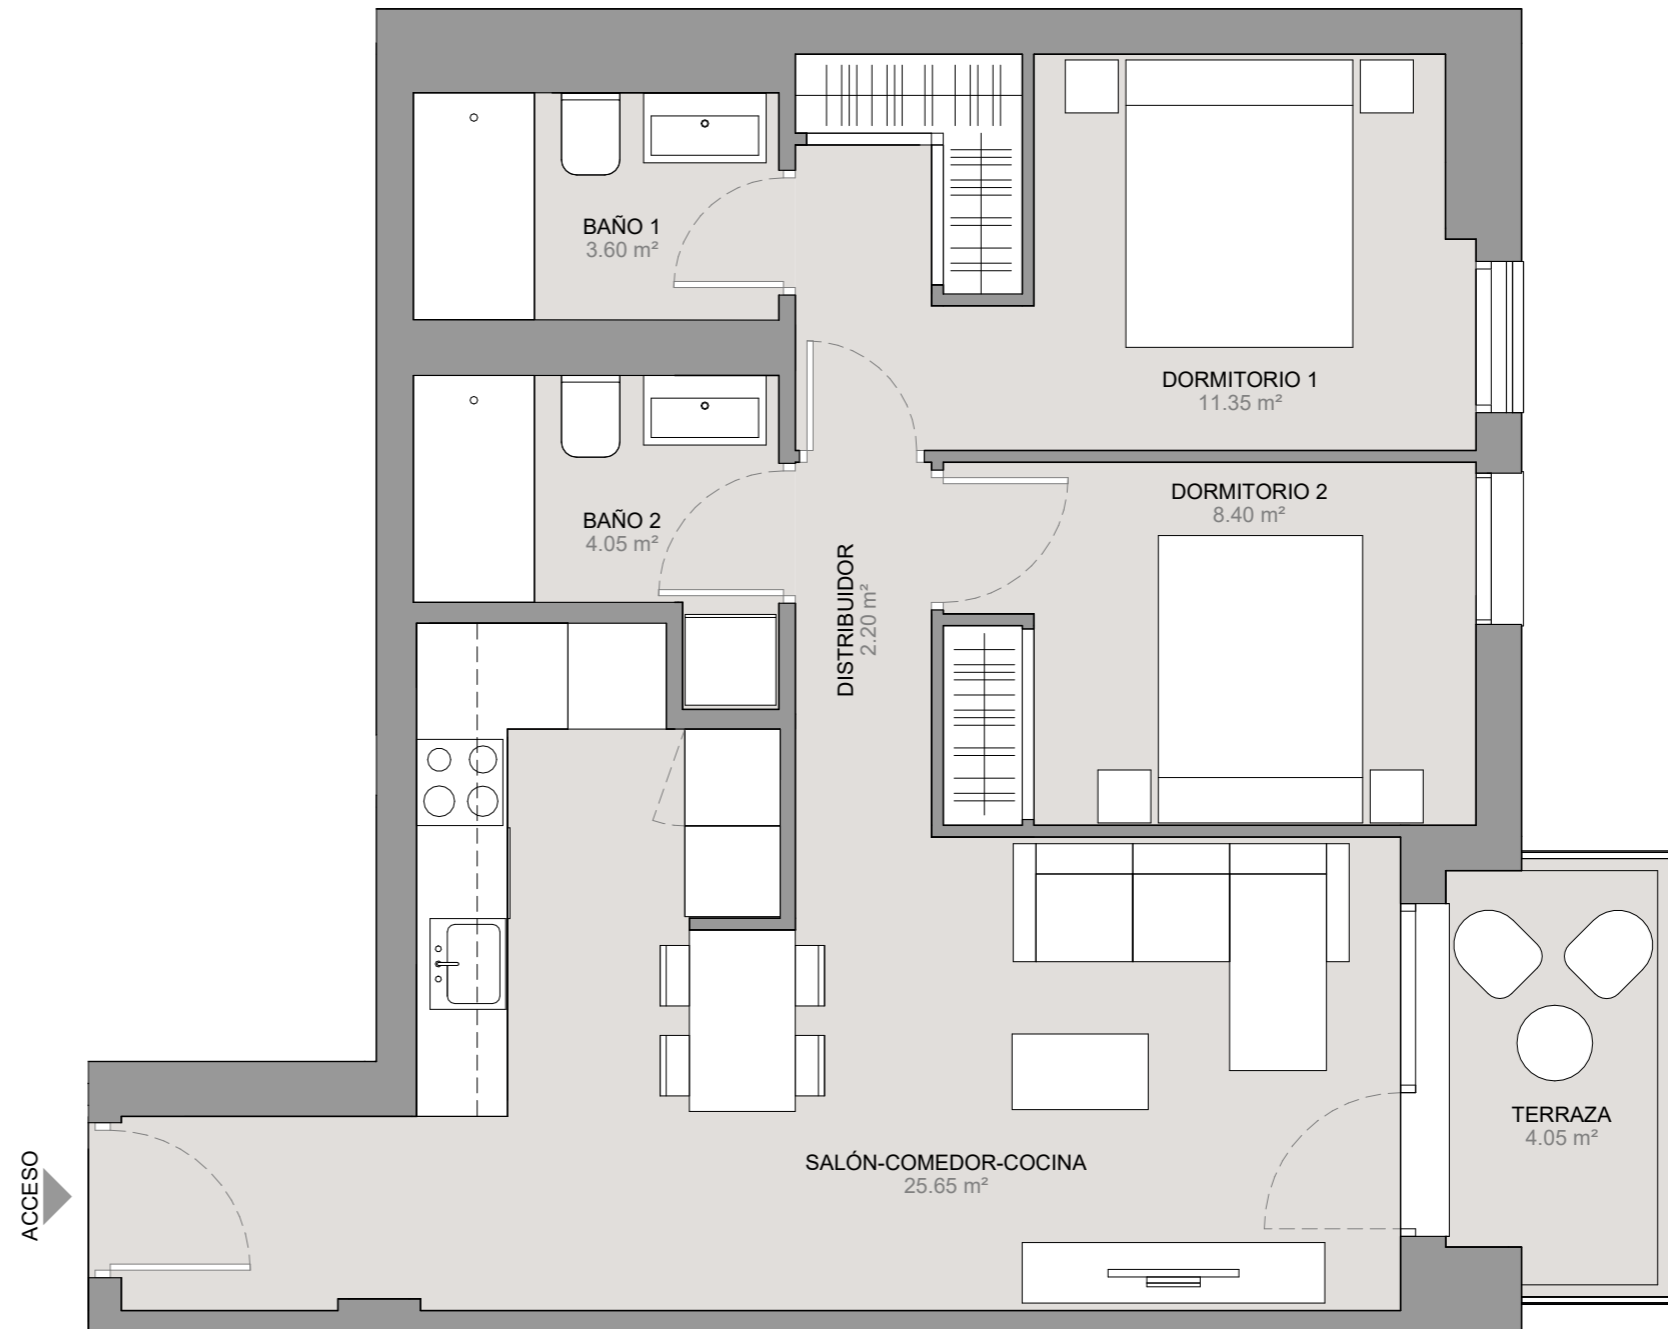 BAÑO 1
3.60 m²
DORMITORIO 1
11.35 m²
DORMITORIO 2
8.40 m²
BAÑO 2
4.05 m²
DISTRIBUIDOR
2.20 m²
TERRAZA
4.05 m²
SALÓN-COMEDOR-COCINA
25.65 m²
ACCESO